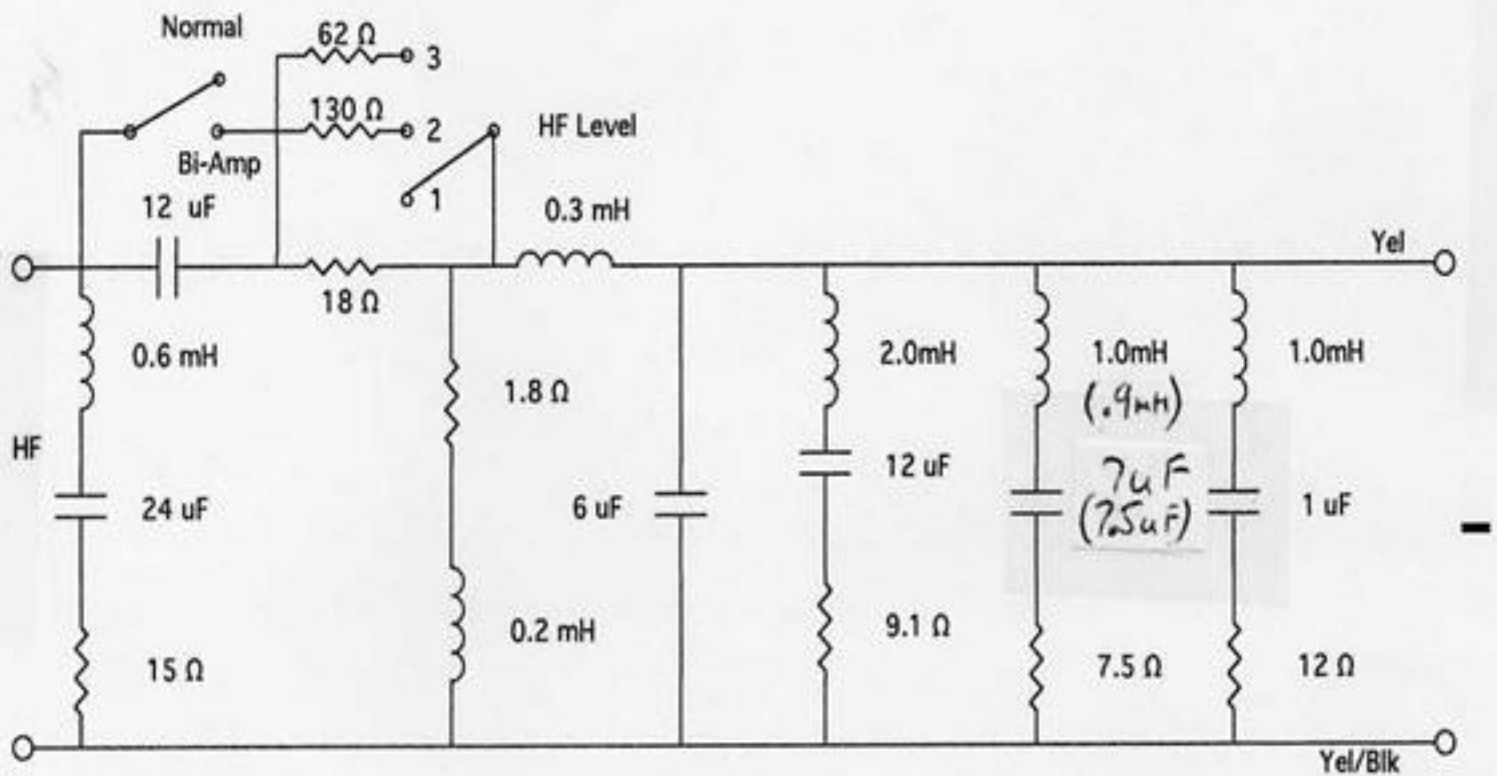 Normal
62 Ω
3
130 Ω
2
HF Level
Bi-Amp
1
12 uF
0.3 mH
Yel
18 Ω
0.6 mH
2.0mH
1.0mH
1.0mH
(.9mH)
1.8 Ω
HF
12 uF
7uF
24 uF
6 uF
(7.5uF)
1 uF
0.2 mH
9.1 Ω
15 Ω
7.5 Ω
12 Ω
Yel/Blk